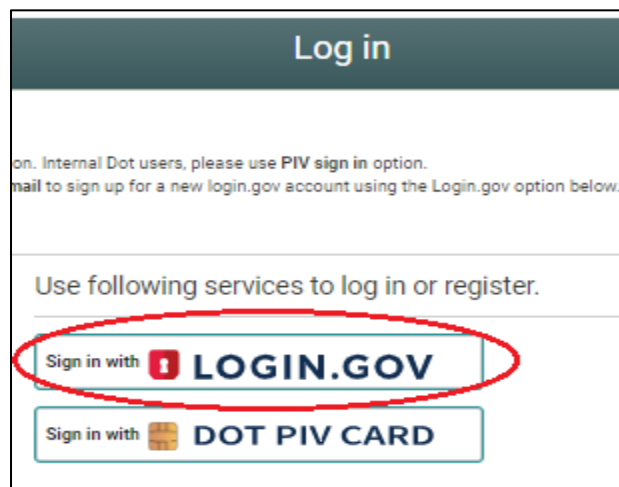 Log in
on. Internal Dot users, please use PIV sign in option.
mail to sign up for a new login.gov account using the Login.gov option below.
Use following services to log in or register.
Sign in with LOGIN.GOV
Sign in with DOT PIV CARD